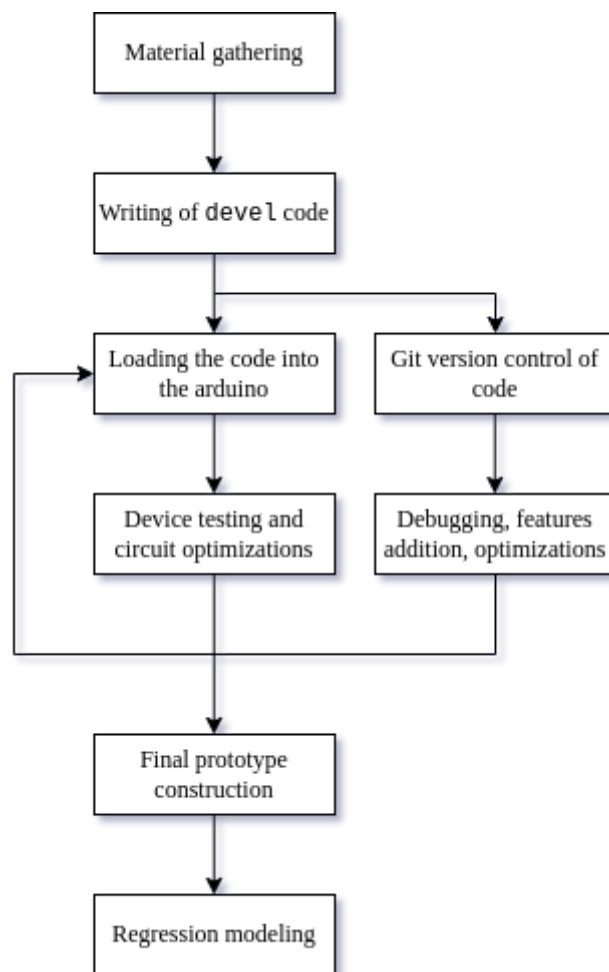 Material gathering
Writing of devel code
Loading the code into
the arduino
Git version control of
code
Device testing and
circuit optimizations
Debugging, features
addition, optimizations
Final prototype
construction
Regression modeling